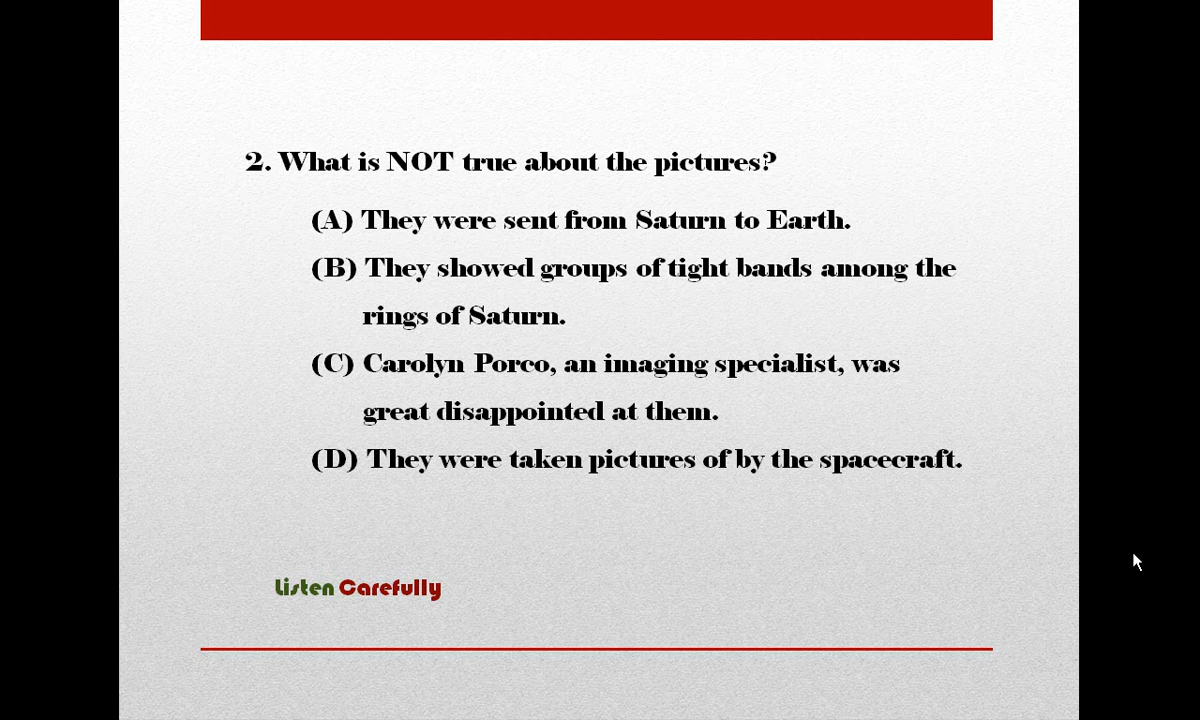 2. What is NOT true about the pictures?
(A) They were sent from Saturn to Earth.
(B) They showed groups of tight bands among the
rings of Saturn.
(C) Carolyn Porco, an imaging specialist, was
great disappointed at them.
(D) They were taken pictures of by the spacecraft.
Listen Carefully